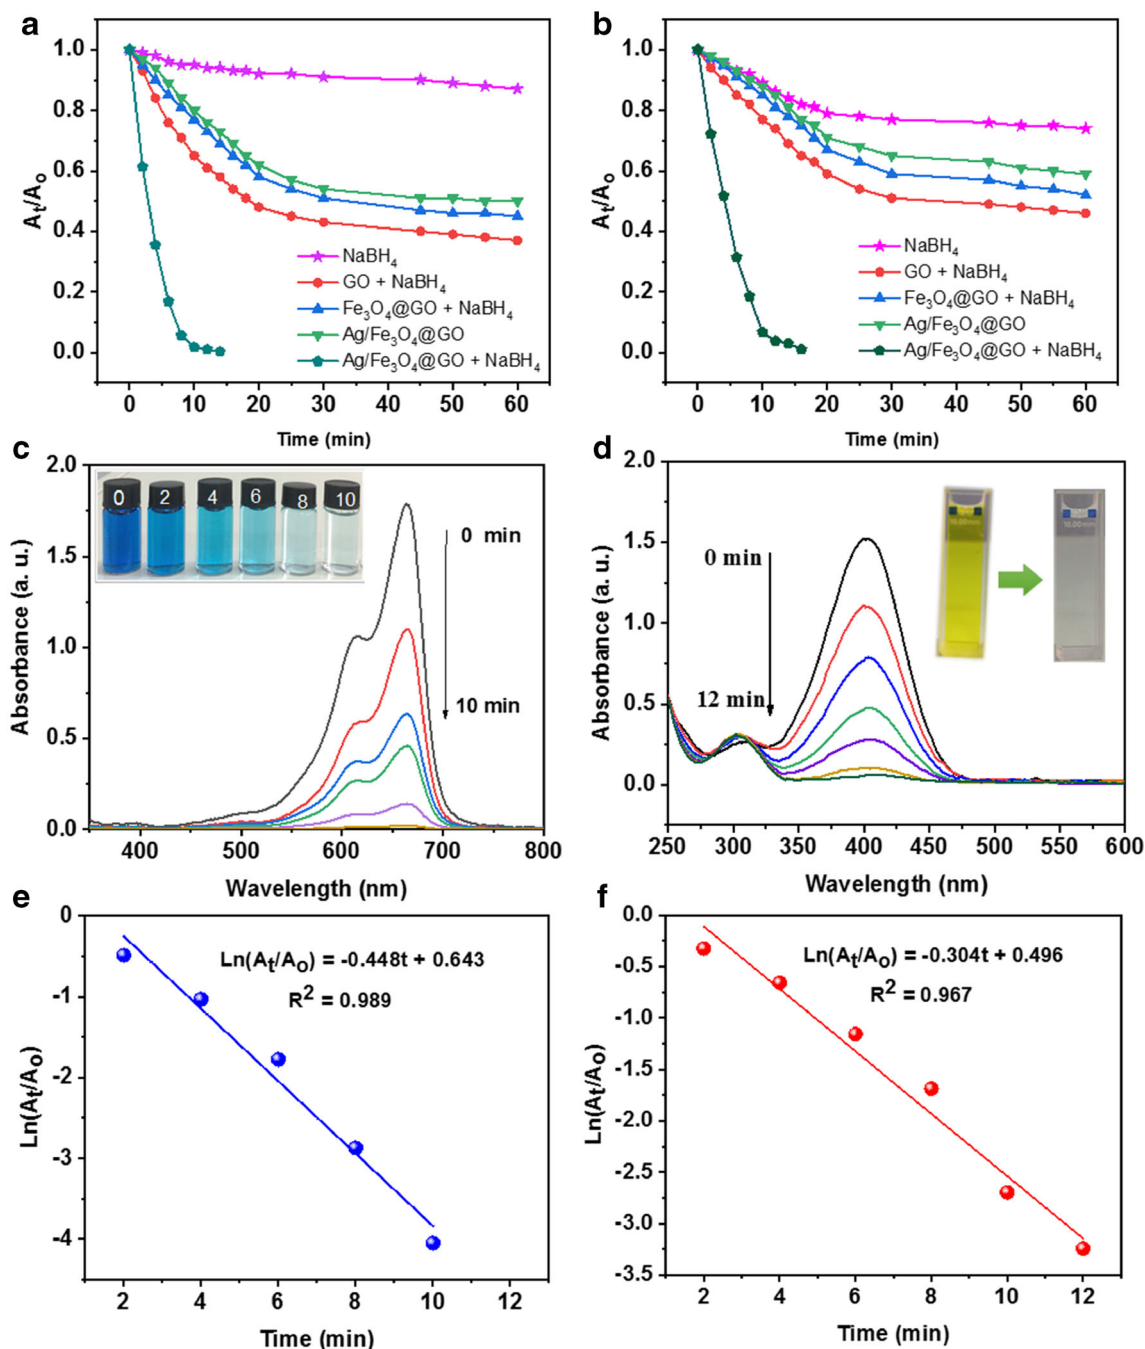 a
1.0
0.8
0.6
0.4
0.2
0.0
Aₜ/Aₒ
NaBH₄
GO + NaBH₄
Fe₃O₄@GO + NaBH₄
Ag/Fe₃O₄@GO
Ag/Fe₃O₄@GO + NaBH₄
0 10 20 30 40 50 60
Time (min)
b
1.0
0.8
0.6
0.4
0.2
0.0
Aₜ/Aₒ
NaBH₄
GO + NaBH₄
Fe₃O₄@GO + NaBH₄
Ag/Fe₃O₄@GO
Ag/Fe₃O₄@GO + NaBH₄
0 10 20 30 40 50 60
Time (min)
c
2.0
1.5
1.0
0.5
0.0
Absorbance (a. u.)
0 2 4 6 8 10
0 min
10 min
400 500 600 700 800
Wavelength (nm)
d
1.5
1.0
0.5
0.0
Absorbance (a. u.)
0 min
12 min
10.00mm
10.00mm
250 300 350 400 450 500 550 600
Wavelength (nm)
e
0
-1
-2
-3
-4
Ln(Aₜ/Aₒ)
Ln(Aₜ/Aₒ) = -0.448t + 0.643
R² = 0.989
2 4 6 8 10 12
Time (min)
f
0.0
-0.5
-1.0
-1.5
-2.0
-2.5
-3.0
-3.5
Ln(Aₜ/Aₒ)
Ln(Aₜ/Aₒ) = -0.304t + 0.496
R² = 0.967
2 4 6 8 10 12
Time (min)